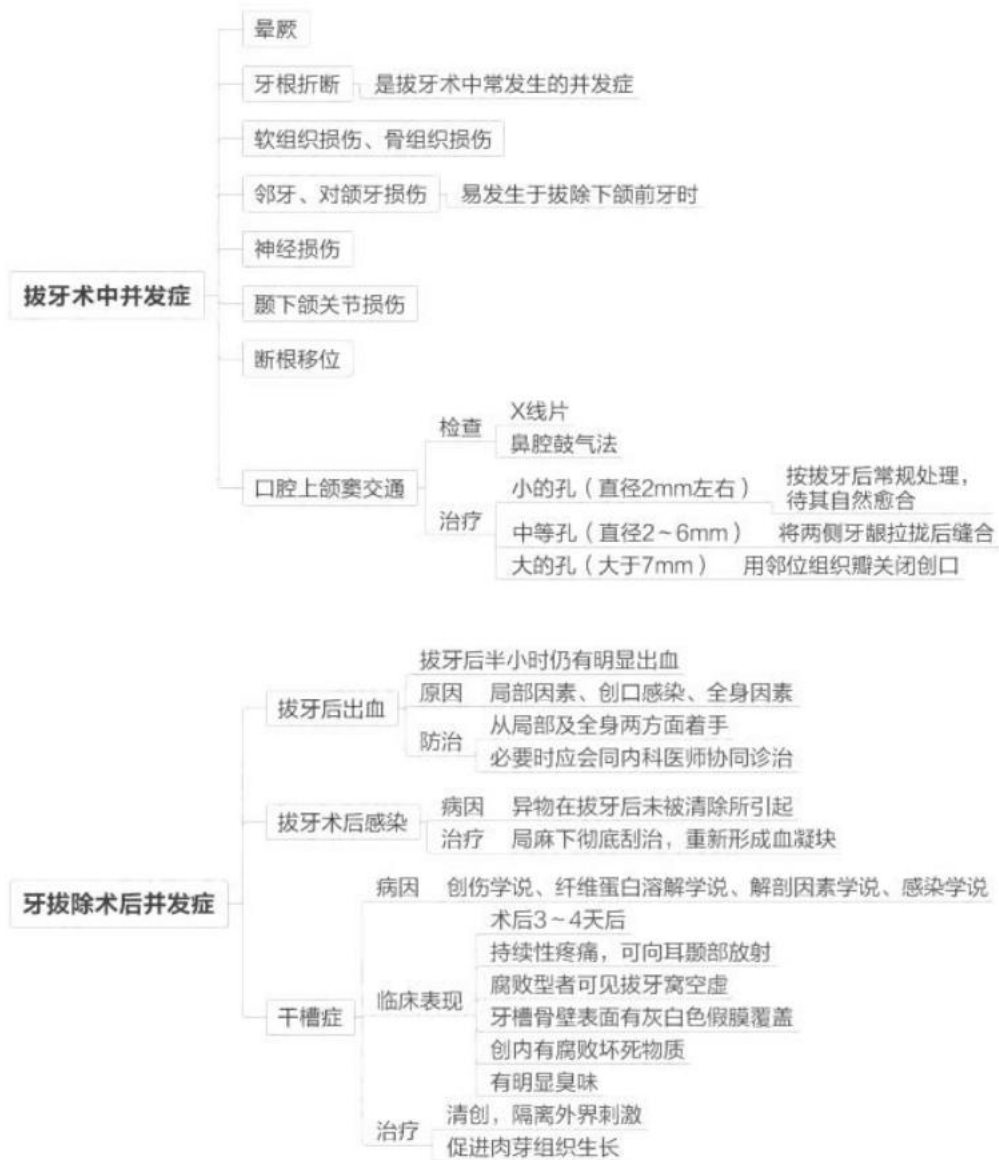 晕厥
牙根折断 是拔牙术中常发生的并发症
软组织损伤、骨组织损伤
邻牙、对颌牙损伤 易发生于拔除下颌前牙时
神经损伤
拔牙术中并发症
颞下颌关节损伤
断根移位
口腔上颌窦交通
检查
X线片
鼻腔鼓气法
治疗
小的孔（直径2mm左右） 按拔牙后常规处理，
待其自然愈合
中等孔（直径2~6mm） 将两侧牙龈拉拢后缝合
大的孔（大于7mm） 用邻位组织瓣关闭创口
牙拔除术后并发症
拔牙后出血
拔牙后半小时仍有明显出血
原因 局部因素、创口感染、全身因素
防治
从局部及全身两方面着手
必要时应会同内科医师协同诊治
拔牙术后感染
病因 异物在拔牙后未被清除所引起
治疗 局麻下彻底刮治，重新形成血凝块
干槽症
病因 创伤学说、纤维蛋白溶解学说、解剖因素学说、感染学说
临床表现
术后3~4天后
持续性疼痛，可向耳颞部放射
腐败型者可见拔牙窝空虚
牙槽骨壁表面有灰白色假膜覆盖
创内有腐败坏死物质
有明显臭味
治疗
清创，隔离外界刺激
促进肉芽组织生长